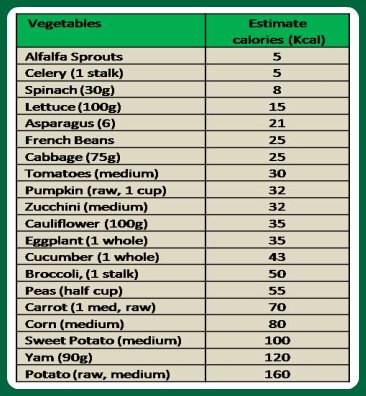 Vegetables Estimate
calories (Kcal)
Alfalfa Sprouts 5
Celery (1 stalk) 5
Spinach (30g) 8
Lettuce (100g) 15
Asparagus (6) 21
French Beans 25
Cabbage (75g) 25
Tomatoes (medium) 30
Pumpkin (raw, 1 cup) 32
Zucchini (medium) 32
Cauliflower (100g) 35
Eggplant (1 whole) 35
Cucumber (1 whole) 43
Broccoli, (1 stalk) 50
Peas (half cup) 55
Carrot (1 med, raw) 70
Corn (medium) 80
Sweet Potato (medium) 100
Yam (90g) 120
Potato (raw, medium) 160